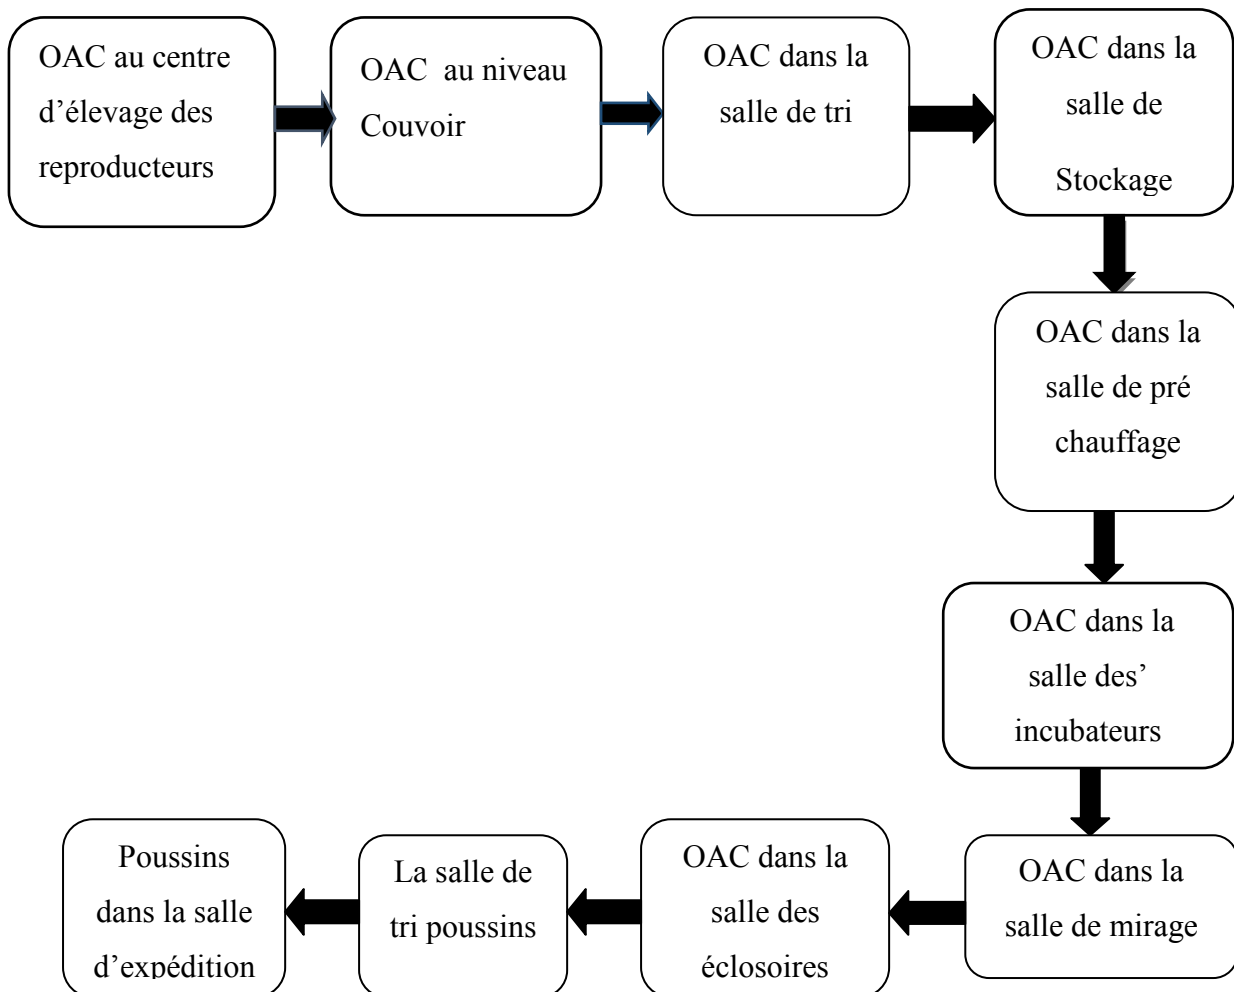 OAC au centre
d’élevage des
reproducteurs
OAC au niveau
Couvoir
OAC dans la
salle de tri
OAC dans la
salle de
Stockage
OAC dans la
salle de pré
chauffage
OAC dans la
salle des’
incubateurs
OAC dans la
salle de mirage
OAC dans la
salle des
éclosoires
La salle de
tri poussins
Poussins
dans la salle
d’expédition